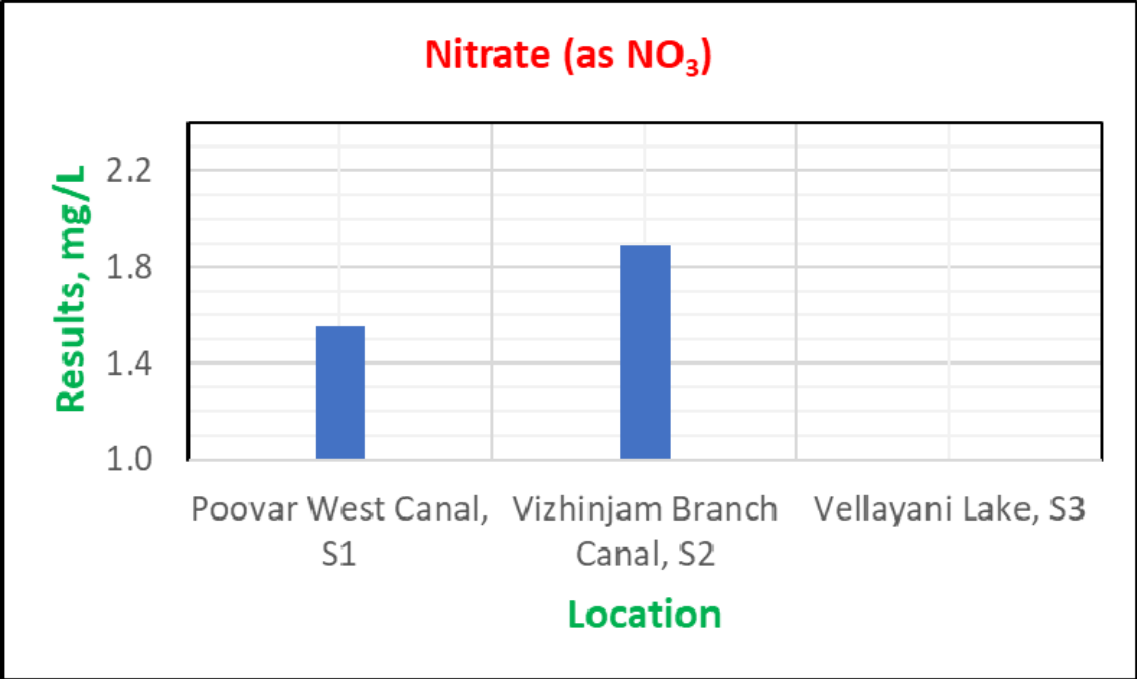 Nitrate (as NO₃)
Results, mg/L
2.2
1.8
1.4
1.0
Poovar West Canal, S1
Vizhinjam Branch Canal, S2
Vellayani Lake, S3
Location